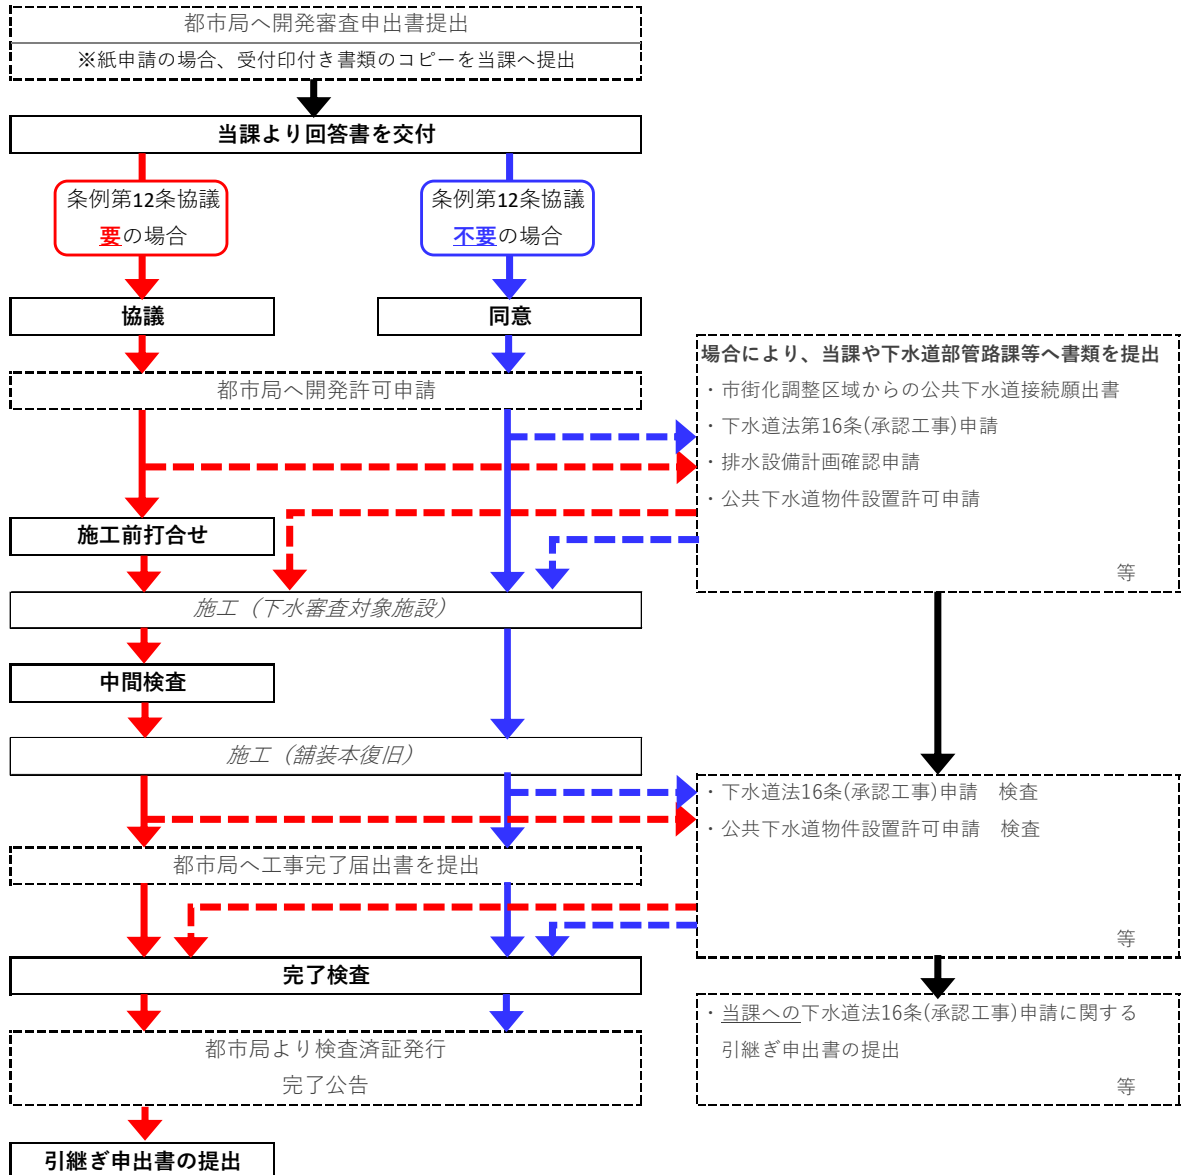 都市局へ開発審査申出書提出
※紙申請の場合、受付印付き書類のコピーを当課へ提出
当課より回答書を交付
条例第12条協議
要の場合
条例第12条協議
不要の場合
協議
同意
都市局へ開発許可申請
場合により、当課や下水道部管路課等へ書類を提出
・市街化調整区域からの公共下水道接続願出書
・下水道法第16条(承認工事)申請
・排水設備計画確認申請
・公共下水道物件設置許可申請
等
施工前打合せ
施工（下水審査対象施設）
中間検査
施工（舗装本復旧）
・下水道法16条(承認工事)申請　検査
・公共下水道物件設置許可申請　検査
等
都市局へ工事完了届出書を提出
完了検査
・当課への下水道法16条(承認工事)申請に関する
引継ぎ申出書の提出
等
都市局より検査済証発行
完了公告
引継ぎ申出書の提出